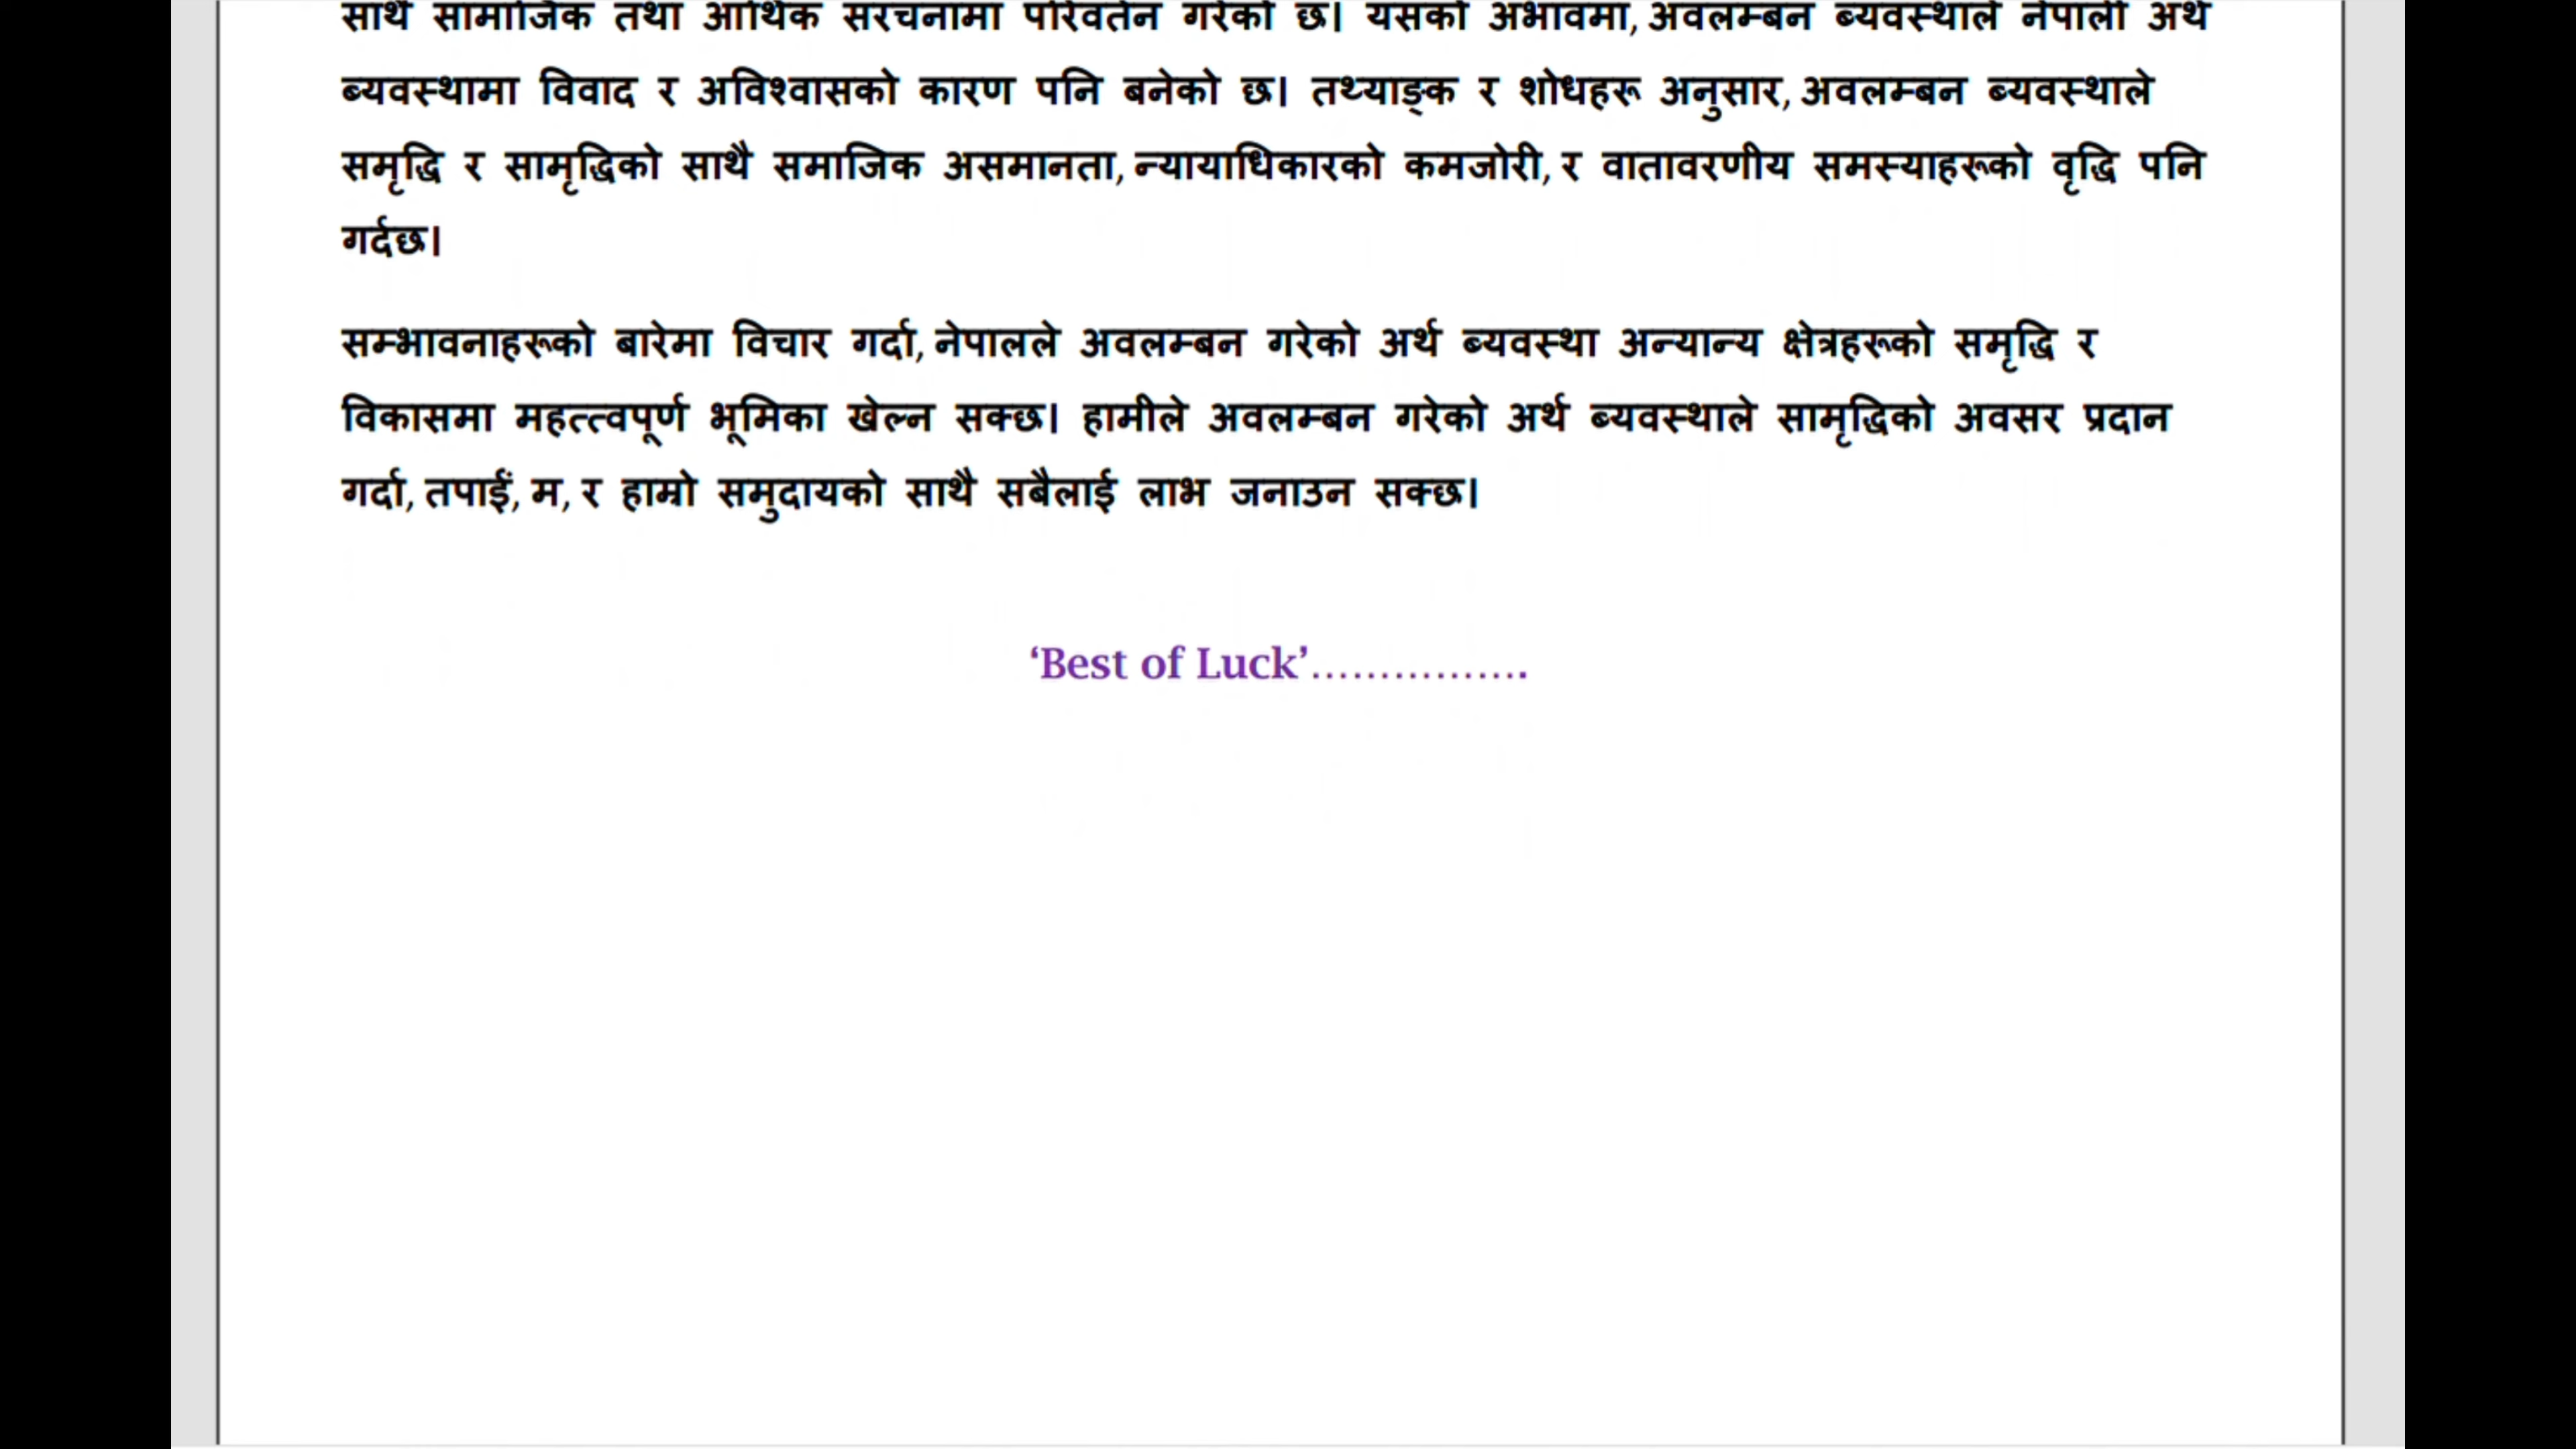 साथै सामाजिक तथा आर्थिक संरचनामा परिवर्तन गरेको छ। यसको अभावमा, अवलम्बन ब्यवस्थाले नेपाली अर्थ
ब्यवस्थामा विवाद र अविश्वासको कारण पनि बनेको छ। तथ्याङ्क र शोधहरू अनुसार, अवलम्बन ब्यवस्थाले
समृद्धि र सामृद्धिको साथै समाजिक असमानता, न्यायाधिकारको कमजोरी, र वातावरणीय समस्याहरूको वृद्धि पनि
गर्दछ।
सम्भावनाहरूको बारेमा विचार गर्दा, नेपालले अवलम्बन गरेको अर्थ ब्यवस्था अन्यान्य क्षेत्रहरूको समृद्धि र
विकासमा महत्त्वपूर्ण भूमिका खेल्न सक्छ। हामीले अवलम्बन गरेको अर्थ ब्यवस्थाले सामृद्धिको अवसर प्रदान
गर्दा, तपाईं, म, र हाम्रो समुदायको साथै सबैलाई लाभ जनाउन सक्छ।
‘Best of Luck’…………….